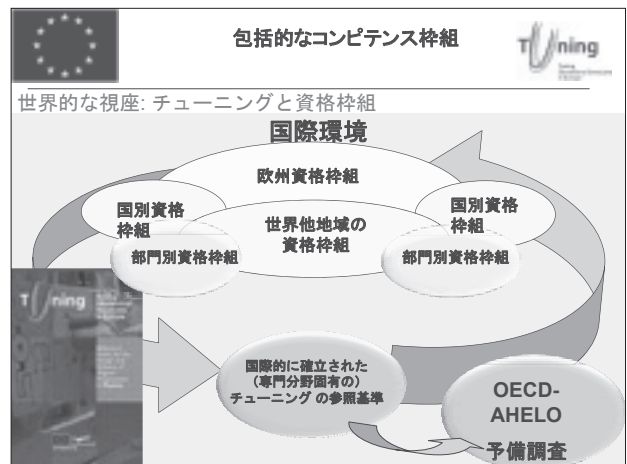 包括的なコンピテンス枠組
Tuning
世界的な視座: チューニングと資格枠組
国際環境
欧州資格枠組
国別資格
枠組
世界他地域の
資格枠組
国別資格
枠組
部門別資格枠組
部門別資格枠組
Tuning
国際的に確立された
(専門分野固有の)
チューニング の参照基準
OECD-
AHELO
予備調査